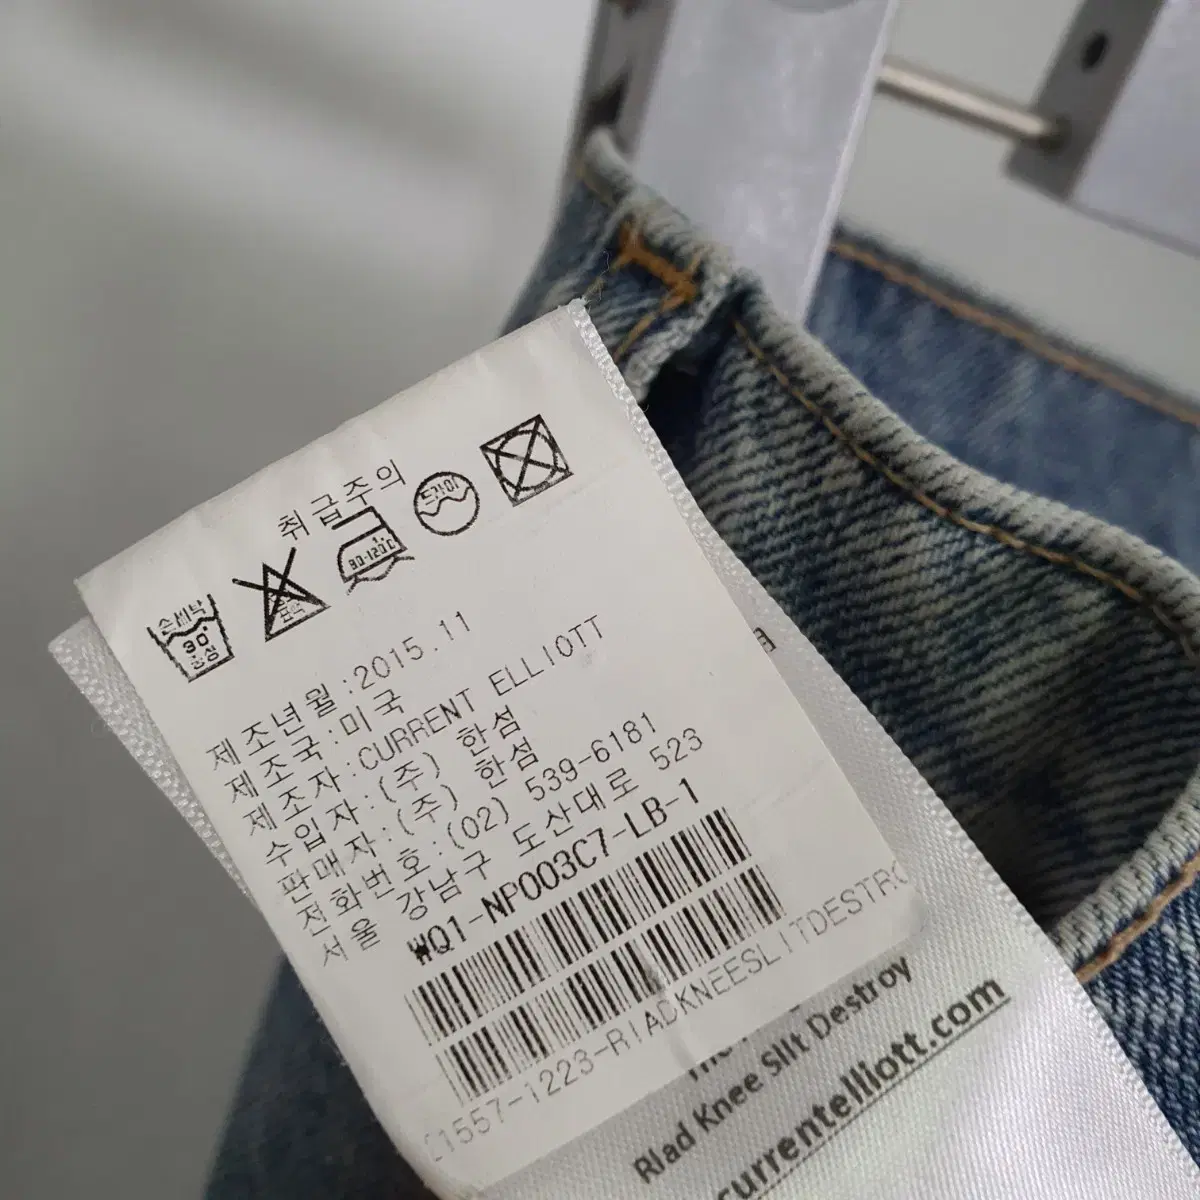 취급주의
손세탁
30°
중성
표백
90-120℃
드라이
제조년월:2015.11
제조국:미국
제조자:CURRENT ELLIOTT
수입자:(주) 한섬
판매자:(주) 한섬
전화번호:(02) 539-6181
서울 강남구 도산대로 523
WQ1-NP003C7-LB-1
1557-1223-RIADKNEESLITDESTRO
RIad Knee Slit Destroy
currentelliott.com